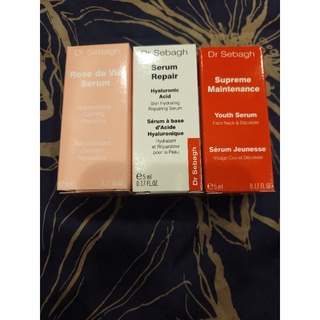 Dr Sebagh
Rose de Vie
Serum
Dr Sebagh
Serum
Repair
Hyaluronic
Acid
Skin Hydrating
Repairing Serum
Sérum à base
d'Acide
Hyaluronique
Hydratant
et Réparateur
pour la Peau
℮ 5 ml
0.17 FL.OZ.
Dr Sebagh
Dr Sebagh
Supreme
Maintenance
Youth Serum
Face Neck & Décolleté
Sérum Jeunesse
Visage Cou et Décolleté
℮ 5 ml 0.17 FL.OZ.